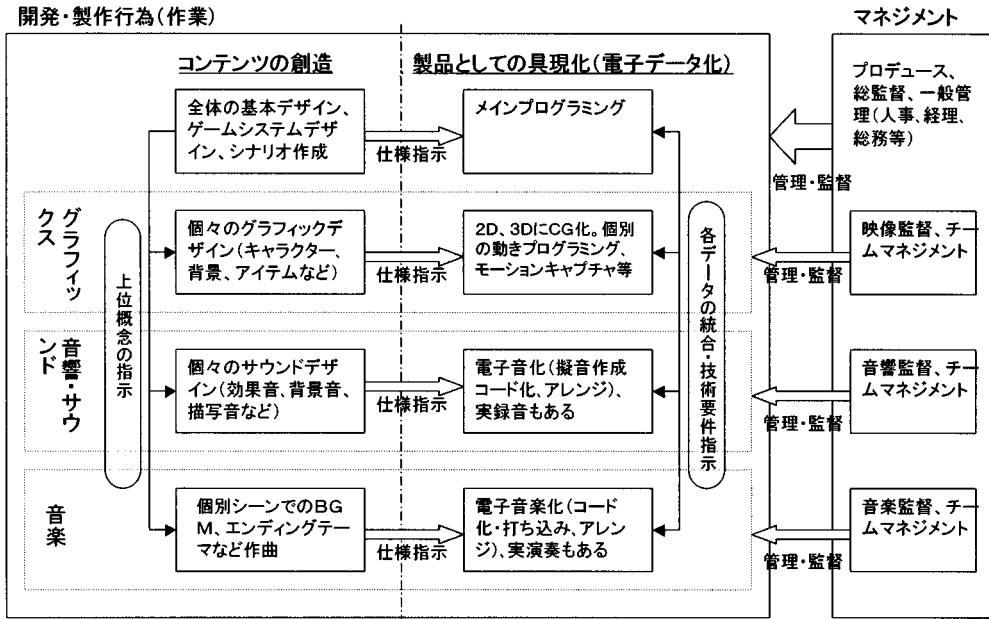 開発・製作行為(作業)
マネジメント
コンテンツの創造
製品としての具現化(電子データ化)
全体の基本デザイン、
ゲームシステムデザ
イン、シナリオ作成
仕様指示
メインプログラミング
プロデュース、
総監督、一般管
理(人事、経理、
総務等)
管理・監督
グラフィッ
クス
個々のグラフィックデ
ザイン(キャラクター、
背景、アイテムなど)
仕様指示
2D、3DにCG化。個別
の動きプログラミング、
モーションキャプチャ等
管理・監督
映像監督、チー
ムマネジメント
上位概念の指示
各データの統合・技術要件指示
音響・サウ
ンド
個々のサウンドデザ
イン(効果音、背景音、
描写音など)
仕様指示
電子音化(擬音作成
コード化、アレンジ)、
実録音もある
管理・監督
音響監督、チー
ムマネジメント
音楽
個別シーンでのBG
M、エンディングテー
マなど作曲
仕様指示
電子音楽化(コード
化・打ち込み、アレン
ジ)、実演奏もある
管理・監督
音楽監督、チー
ムマネジメント